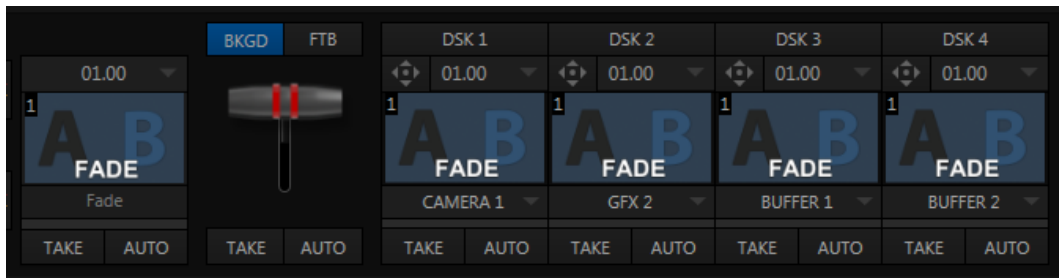 BKGD FTB DSK 1 DSK 2 DSK 3 DSK 4
01.00 01.00 01.00 01.00 01.00
1 1 1 1 1
A B A B A B A B A B
FADE FADE FADE FADE FADE
Fade CAMERA 1 GFX 2 BUFFER 1 BUFFER 2
TAKE AUTO TAKE AUTO TAKE AUTO TAKE AUTO TAKE AUTO TAKE AUTO